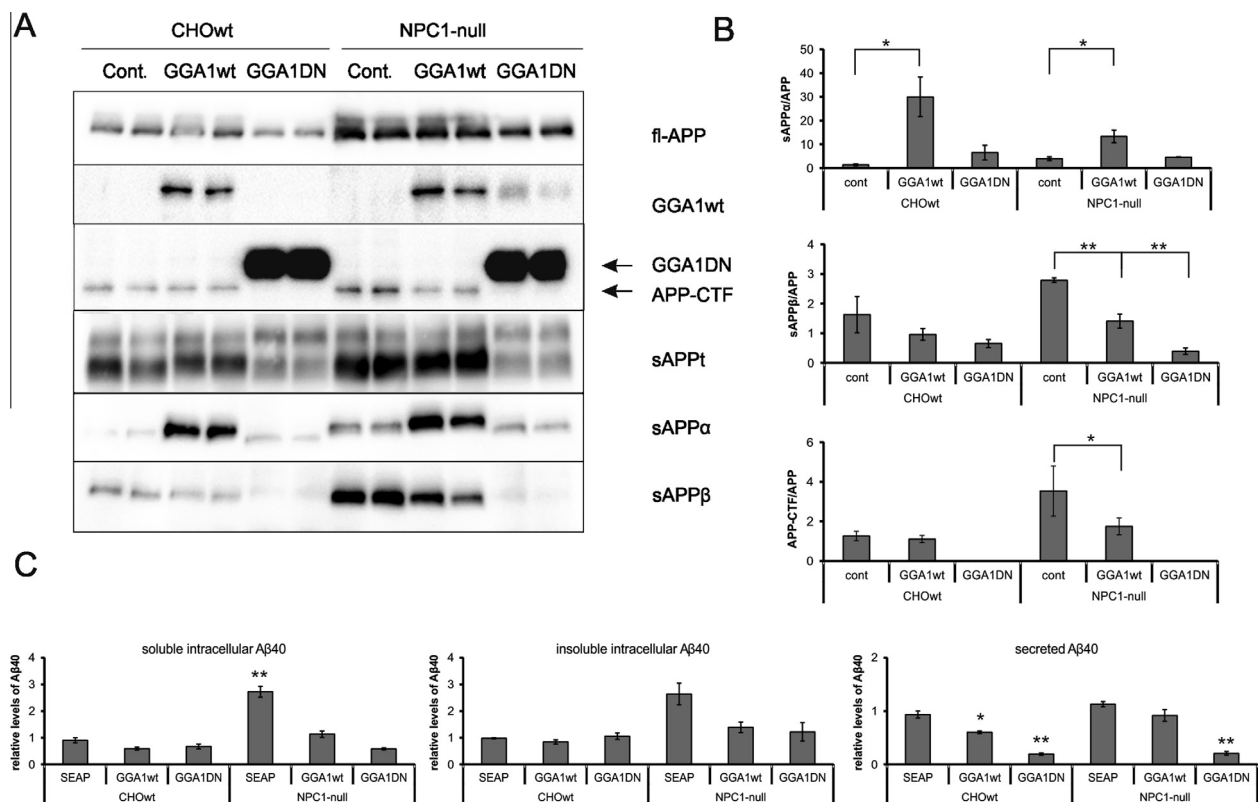 A
CHOwt NPC1-null
Cont. GGA1wt GGA1DN Cont. GGA1wt GGA1DN
fl-APP
GGA1wt
GGA1DN
APP-CTF
sAPPt
sAPPα
sAPPβ
B
sAPPα/APP
50
40
30
20
10
0
* *
cont GGA1wt GGA1DN cont GGA1wt GGA1DN
CHOwt NPC1-null
sAPPβ/APP
4
3
2
1
0
** **
cont GGA1wt GGA1DN cont GGA1wt GGA1DN
CHOwt NPC1-null
APP-CTF/APP
6
4
2
0
*
cont GGA1wt GGA1DN cont GGA1wt GGA1DN
CHOwt NPC1-null
C
soluble intracellular Aβ40
relative levels of Aβ40
4
3
2
1
0
**
SEAP GGA1wt GGA1DN SEAP GGA1wt GGA1DN
CHOwt NPC1-null
insoluble intracellular Aβ40
relative levels of Aβ40
4
3
2
1
0
SEAP GGA1wt GGA1DN SEAP GGA1wt GGA1DN
CHOwt NPC1-null
secreted Aβ40
relative levels of Aβ40
2
1
0
* ** **
SEAP GGA1wt GGA1DN SEAP GGA1wt GGA1DN
CHOwt NPC1-null